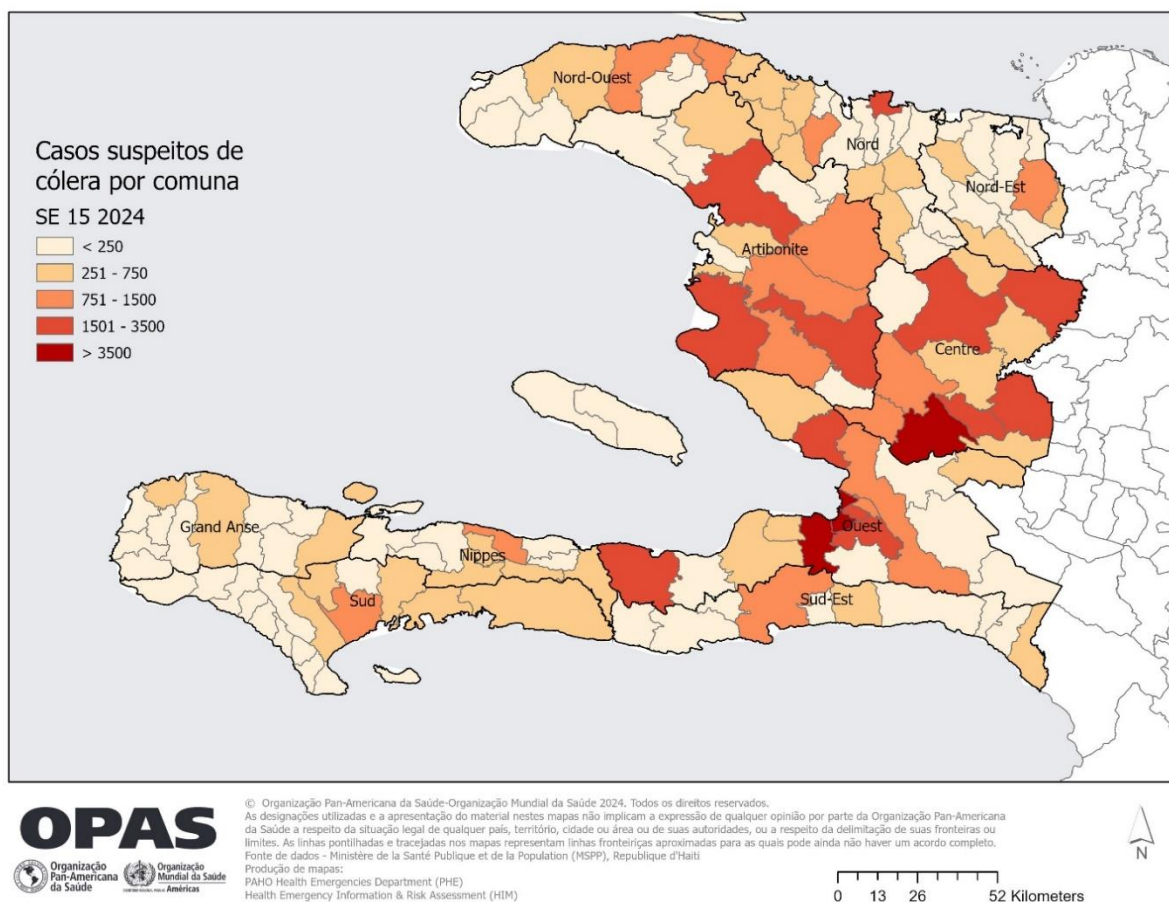 Nord-Ouest
Nord
Nord-Est
Artibonite
Centre
Ouest
Grand Anse
Nippes
Sud
Sud-Est
Casos suspeitos de
cólera por comuna
SE 15 2024
< 250
251 - 750
751 - 1500
1501 - 3500
> 3500
OPAS
Organização
Pan-Americana
da Saúde
Organização
Mundial da Saúde
Américas
© Organização Pan-Americana da Saúde-Organização Mundial da Saúde 2024. Todos os direitos reservados.
As designações utilizadas e a apresentação do material nestes mapas não implicam a expressão de qualquer opinião por parte da Organização Pan-Americana
da Saúde a respeito da situação legal de qualquer país, território, cidade ou área ou de suas autoridades, ou a respeito da delimitação de suas fronteiras ou
limites. As linhas pontilhadas e tracejadas nos mapas representam linhas fronteiriças aproximadas para as quais pode ainda não haver um acordo completo.
Fonte de dados - Ministère de la Santé Publique et de la Population (MSPP), Republique d'Haiti
Produção de mapas:
PAHO Health Emergencies Department (PHE)
Health Emergency Information & Risk Assessment (HIM)
N
0 13 26 52 Kilometers